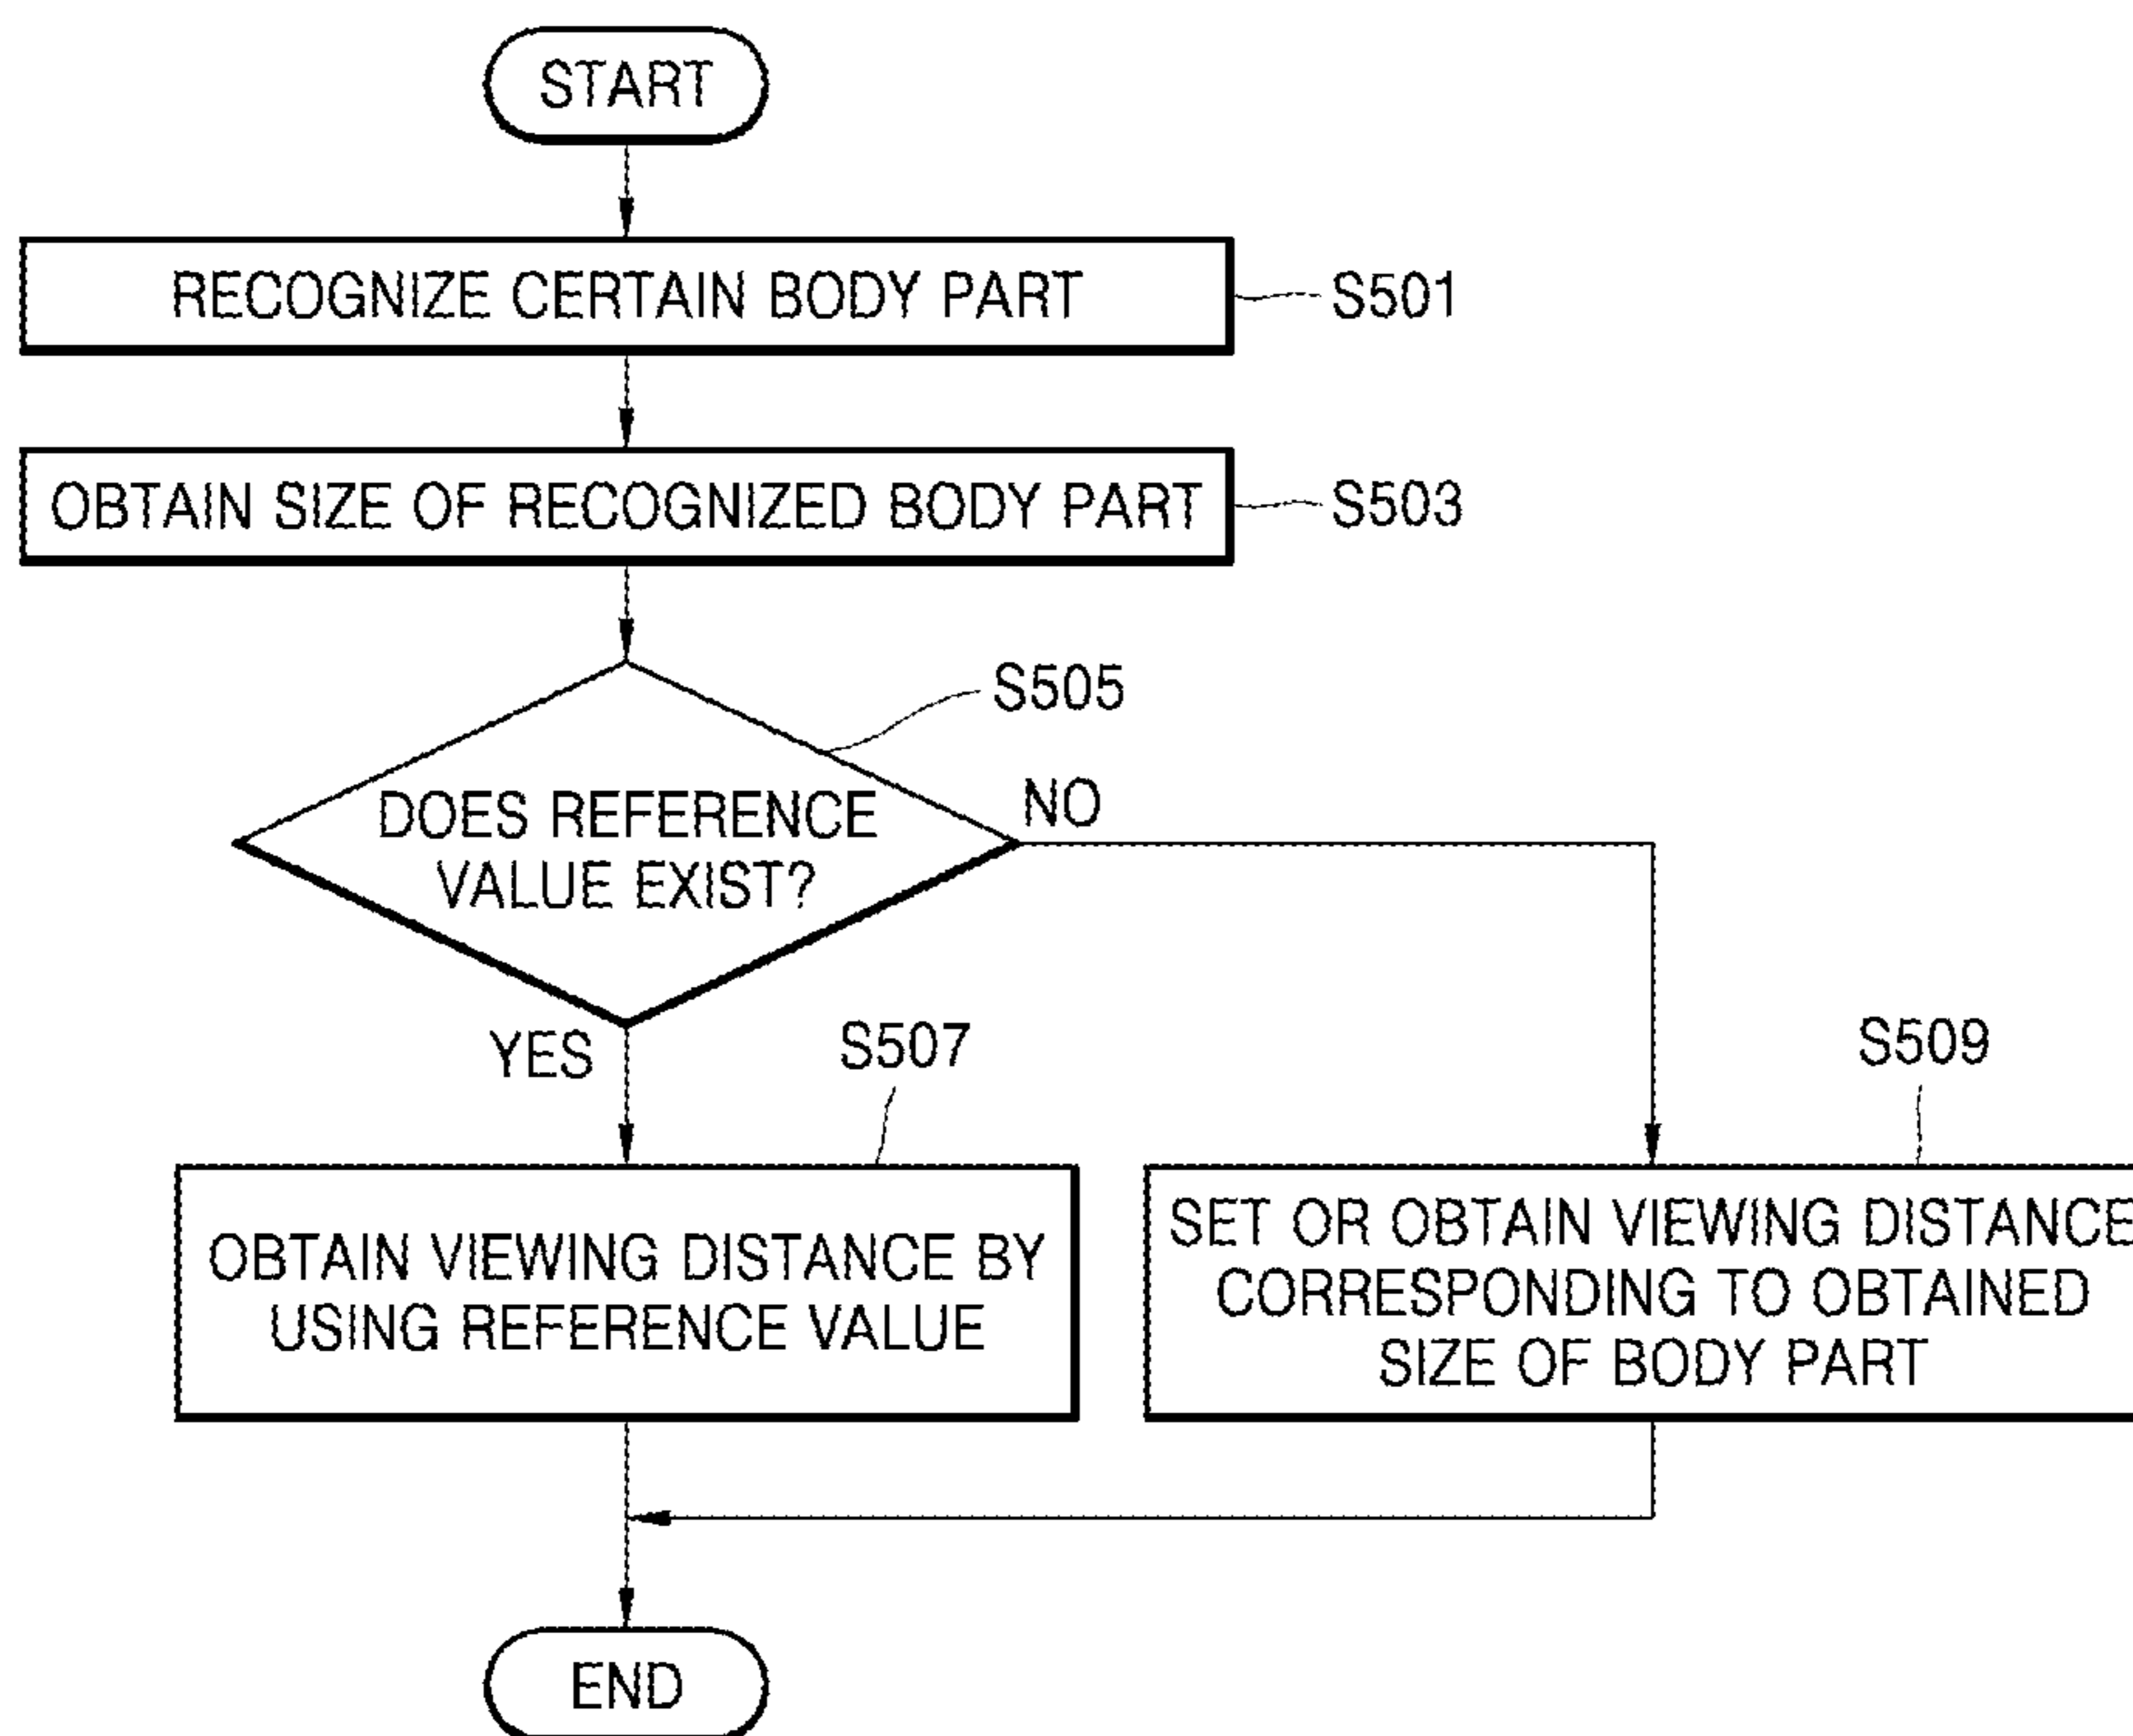 START
RECOGNIZE CERTAIN BODY PART
S501
OBTAIN SIZE OF RECOGNIZED BODY PART
S503
S505
DOES REFERENCE
VALUE EXIST?
NO
YES
S507
S509
OBTAIN VIEWING DISTANCE BY
USING REFERENCE VALUE
SET OR OBTAIN VIEWING DISTANCE
CORRESPONDING TO OBTAINED
SIZE OF BODY PART
END